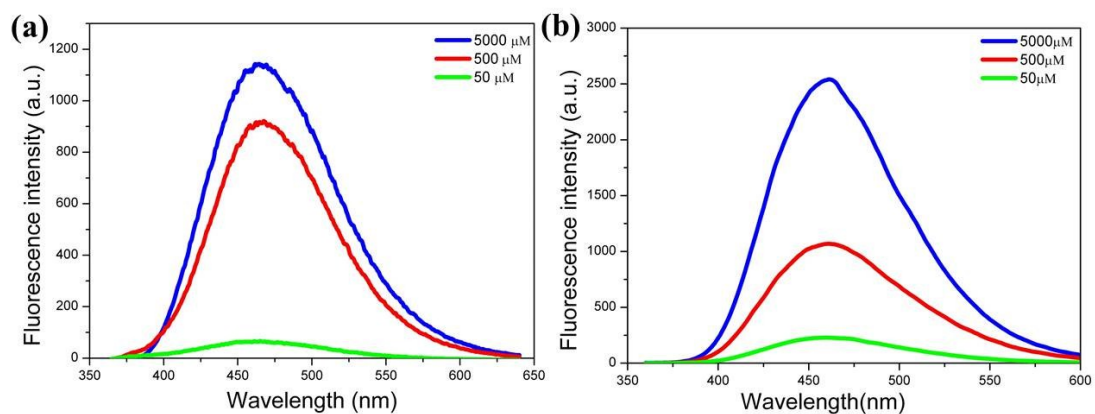 (a)
5000 μM
500 μM
50 μM
1200
1000
800
600
400
200
0
350
400
450
500
550
600
650
Fluorescence intensity (a.u.)
Wavelength (nm)
(b)
5000μM
500μM
50μM
3000
2500
2000
1500
1000
500
0
350
400
450
500
550
600
Fluorescence intensity (a.u.)
Wavelength(nm)